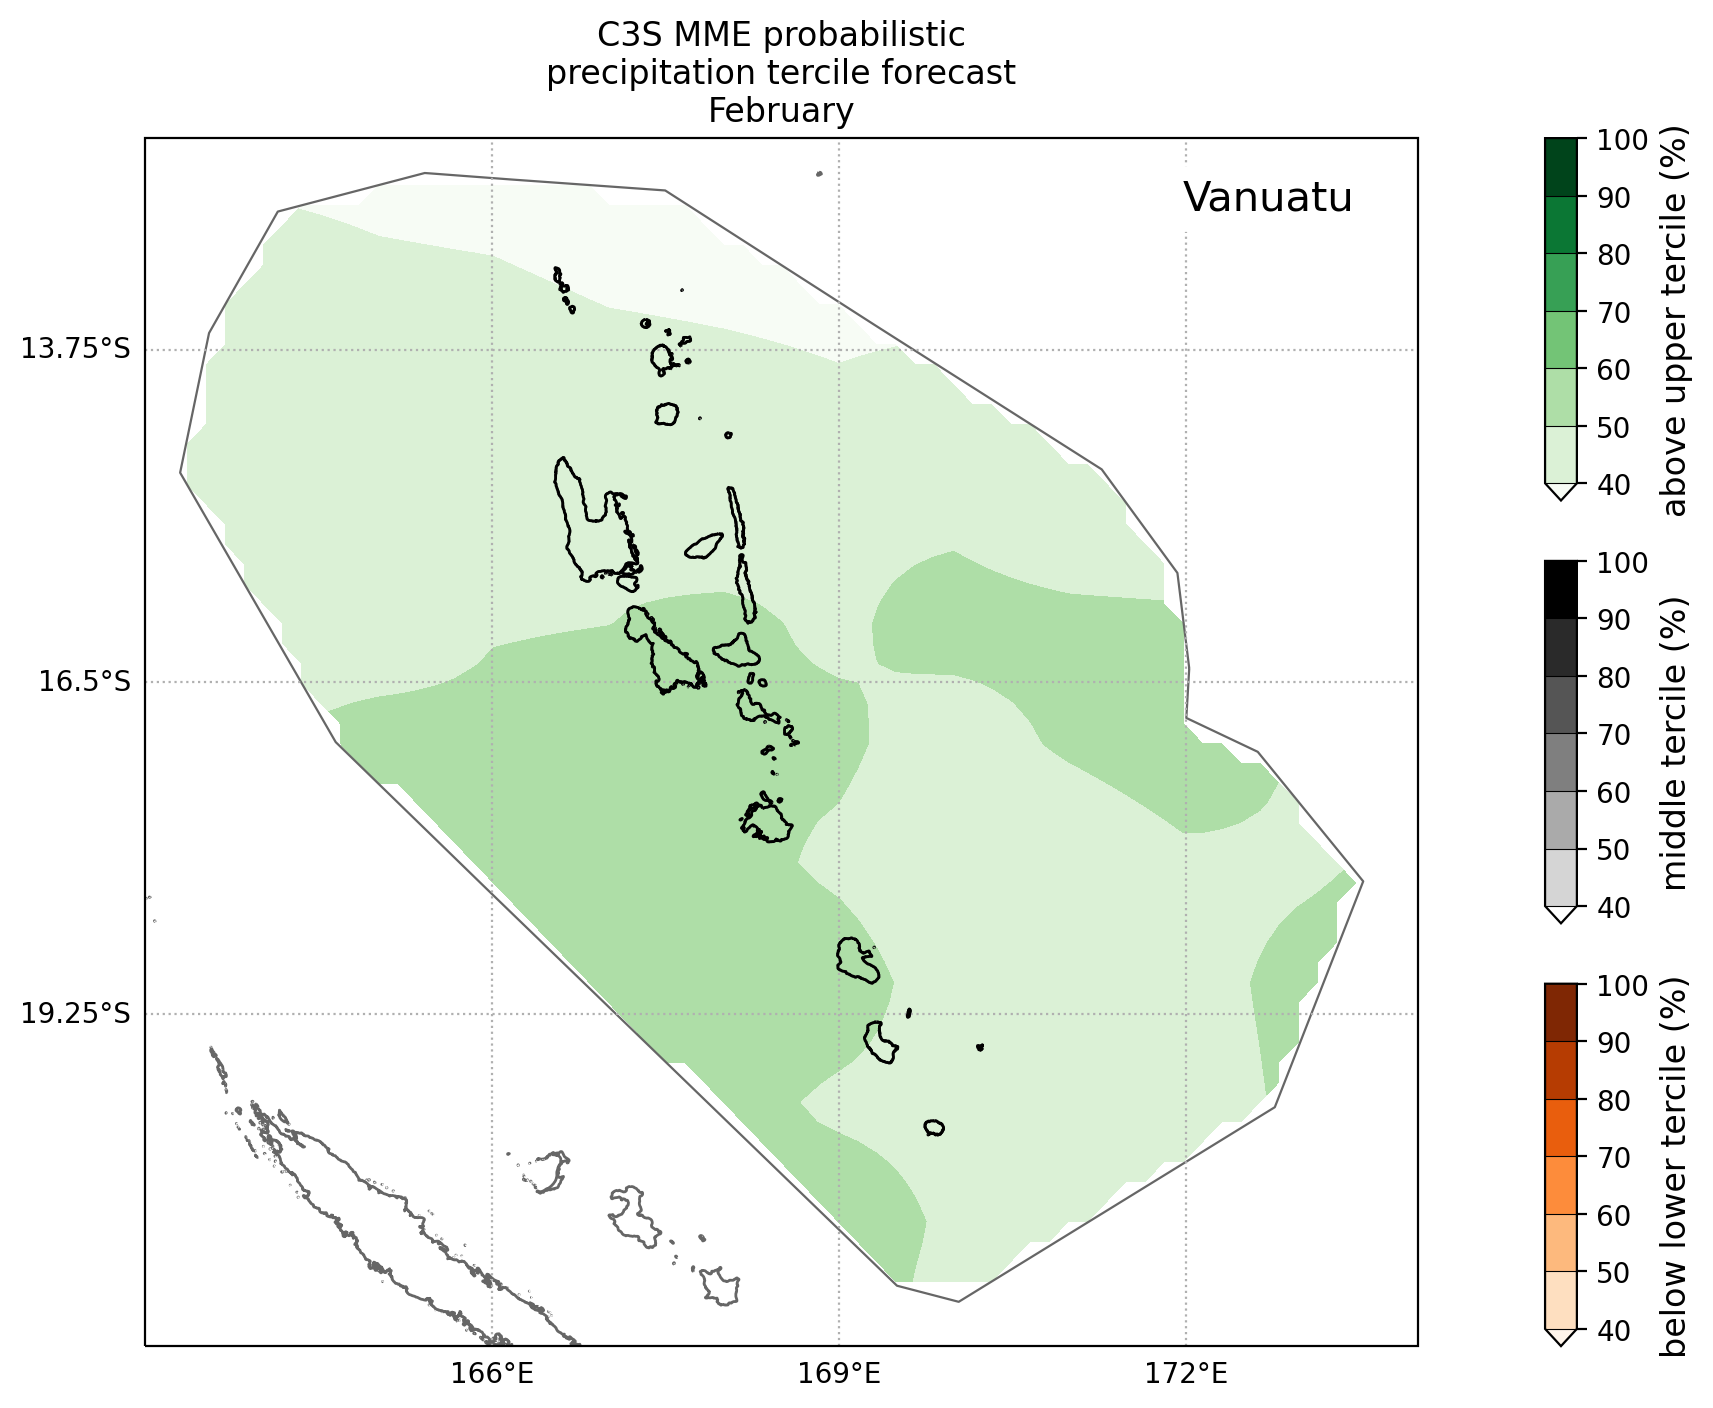 C3S MME probabilistic
precipitation tercile forecast
February
Vanuatu
13.75°S
16.5°S
19.25°S
166°E
169°E
172°E
100
90
80
70
60
50
40
above upper tercile (%)
100
90
80
70
60
50
40
middle tercile (%)
100
90
80
70
60
50
40
below lower tercile (%)